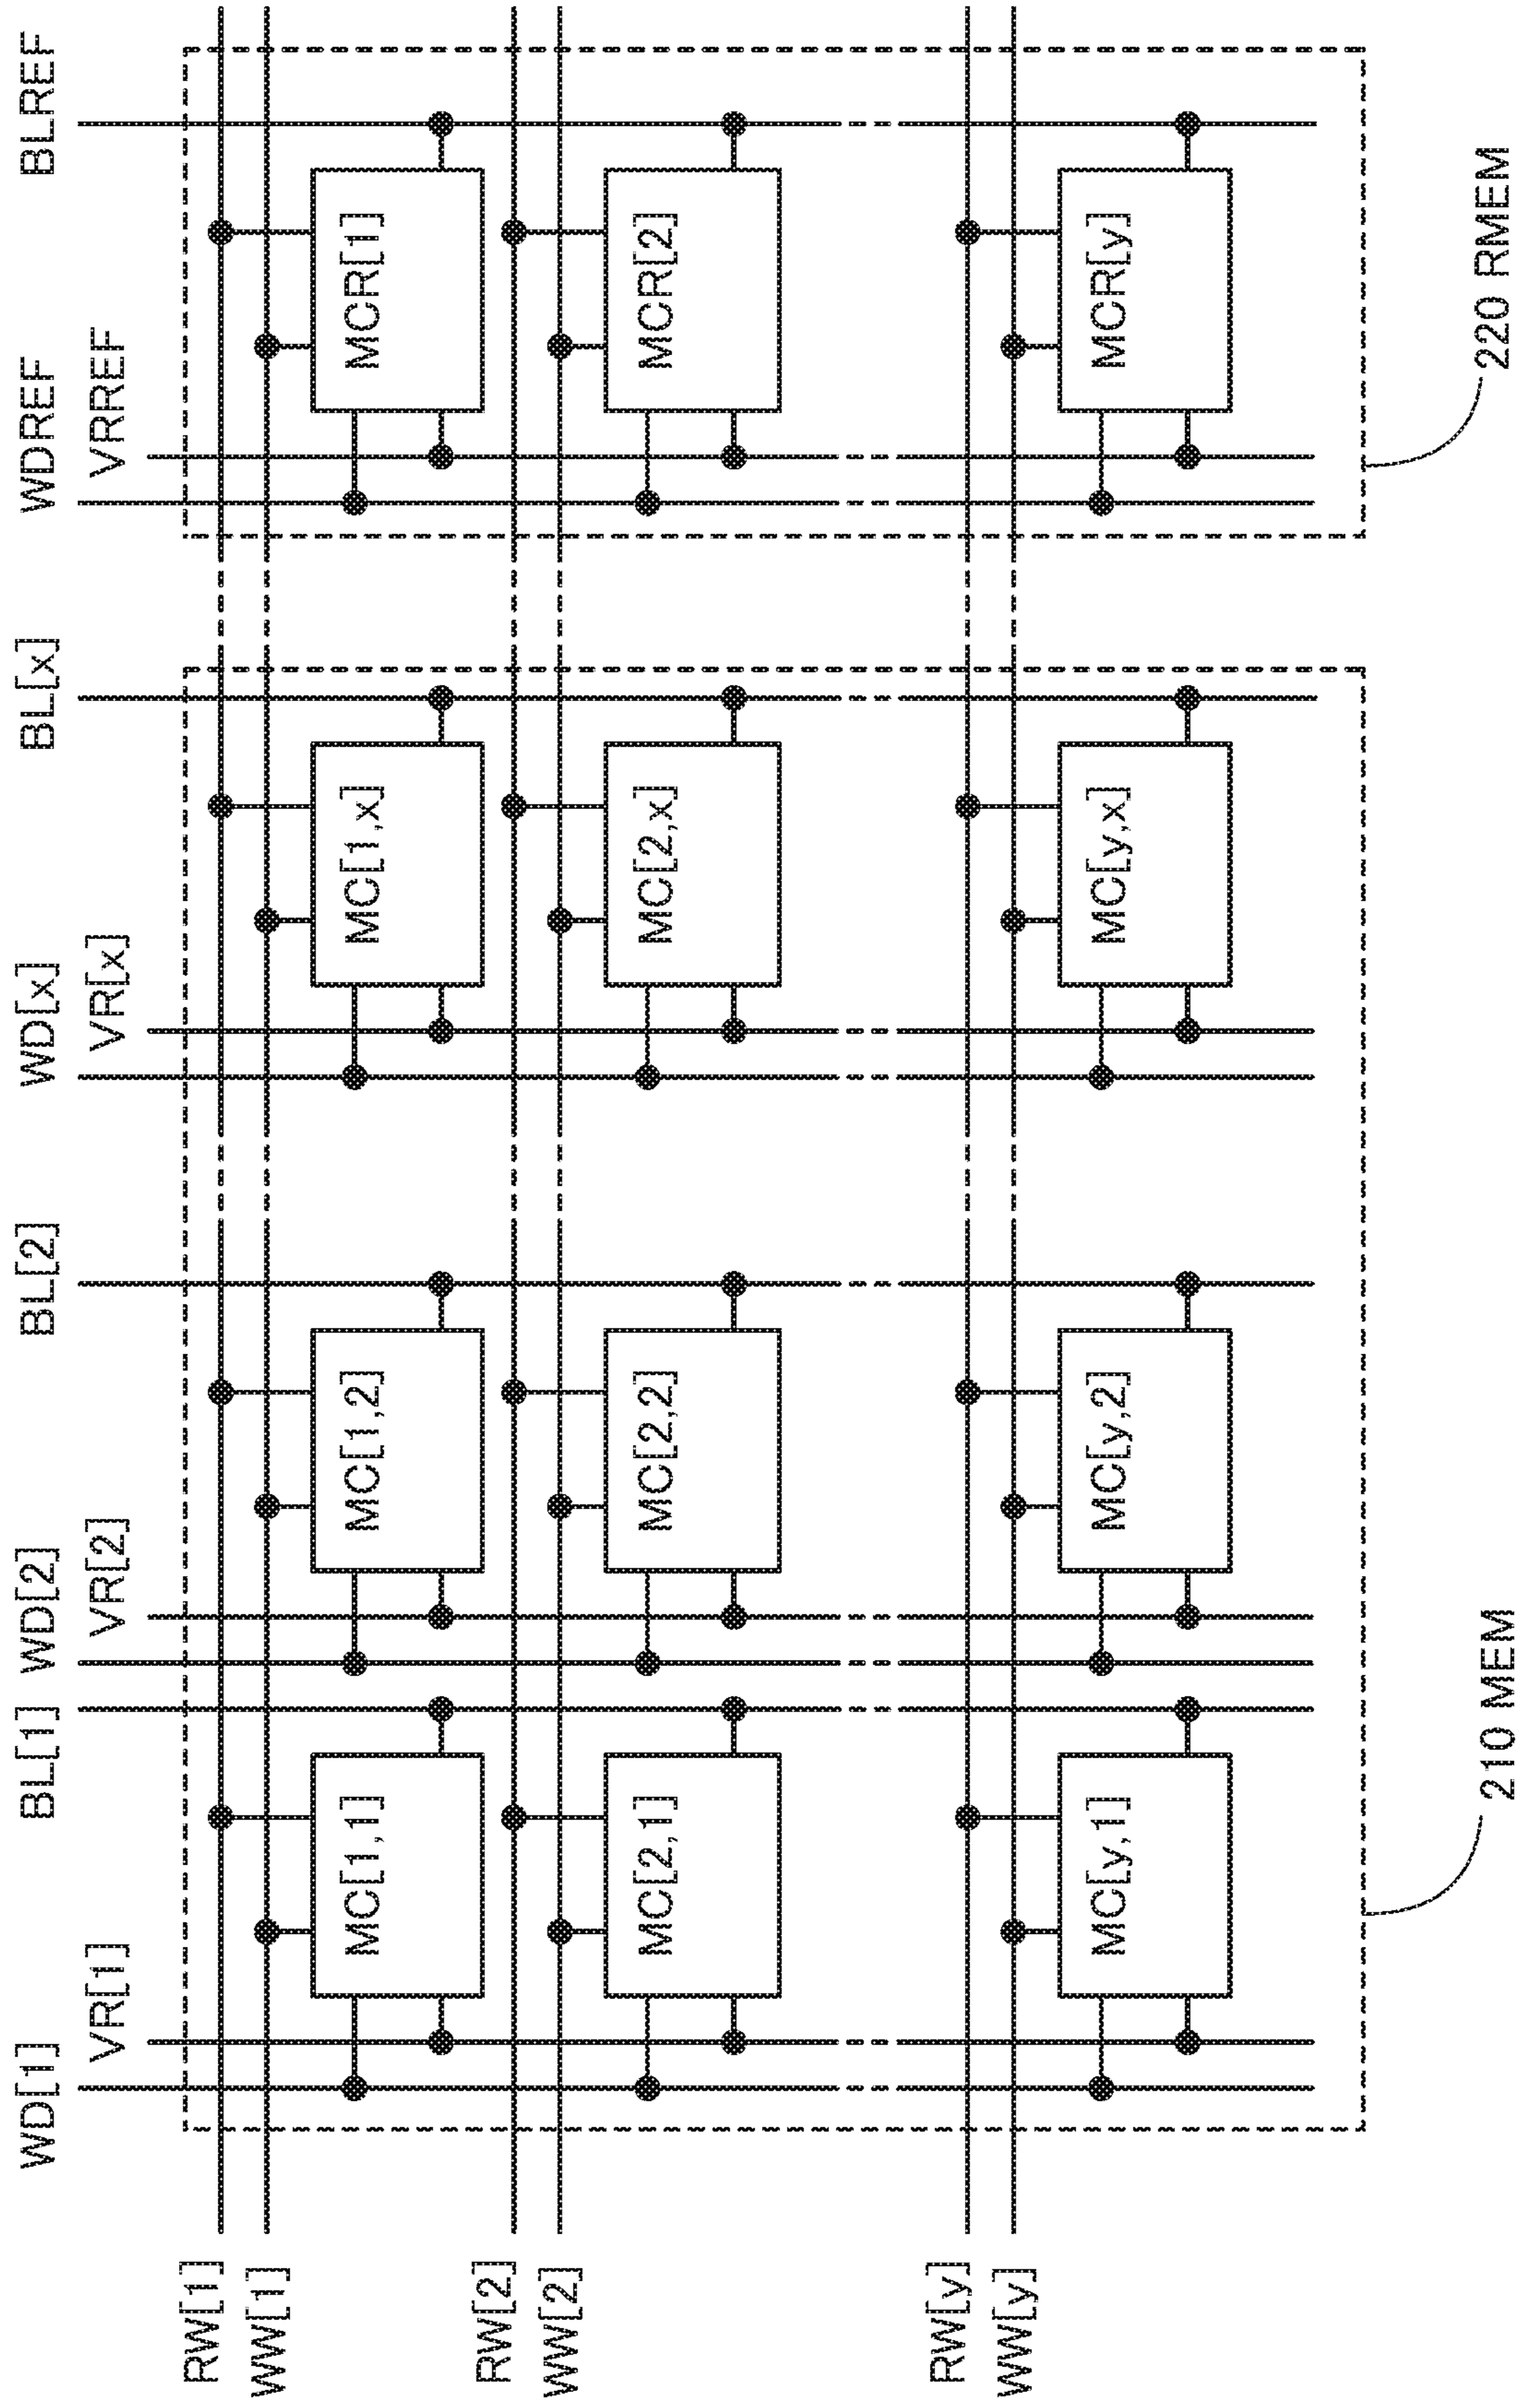 WD[1] BL[1] WD[2] BL[2] WD[x] BL[x] WDREF BLREF
VR[1] VR[2] VR[x] VRREF
RW[1]
WW[1]
MC[1,1] MC[1,2] MC[1,x] MCR[1]
RW[2]
WW[2]
MC[2,1] MC[2,2] MC[2,x] MCR[2]
RW[y]
WW[y]
MC[y,1] MC[y,2] MC[y,x] MCR[y]
210 MEM 220 RMEM